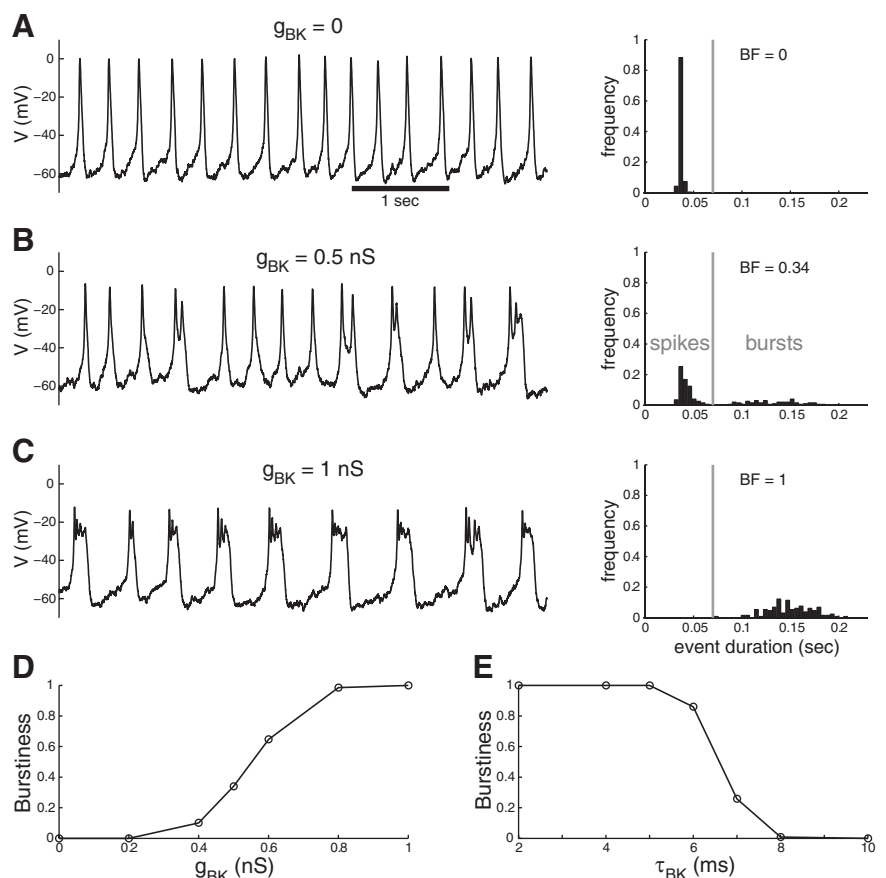 A
g_BK = 0
V (mV)
0
−20
−40
−60
1 sec
frequency
1
0.8
0.6
0.4
0.2
0
BF = 0
0 0.05 0.1 0.15 0.2
B
g_BK = 0.5 nS
V (mV)
0
−20
−40
−60
frequency
1
0.8
0.6
0.4
0.2
0
BF = 0.34
spikes bursts
0 0.05 0.1 0.15 0.2
C
g_BK = 1 nS
V (mV)
0
−20
−40
−60
frequency
1
0.8
0.6
0.4
0.2
0
BF = 1
0 0.05 0.1 0.15 0.2
event duration (sec)
D
Burstiness
1
0.8
0.6
0.4
0.2
0
0 0.2 0.4 0.6 0.8 1
g_BK (nS)
E
Burstiness
1
0.8
0.6
0.4
0.2
0
2 4 6 8 10
τ_BK (ms)